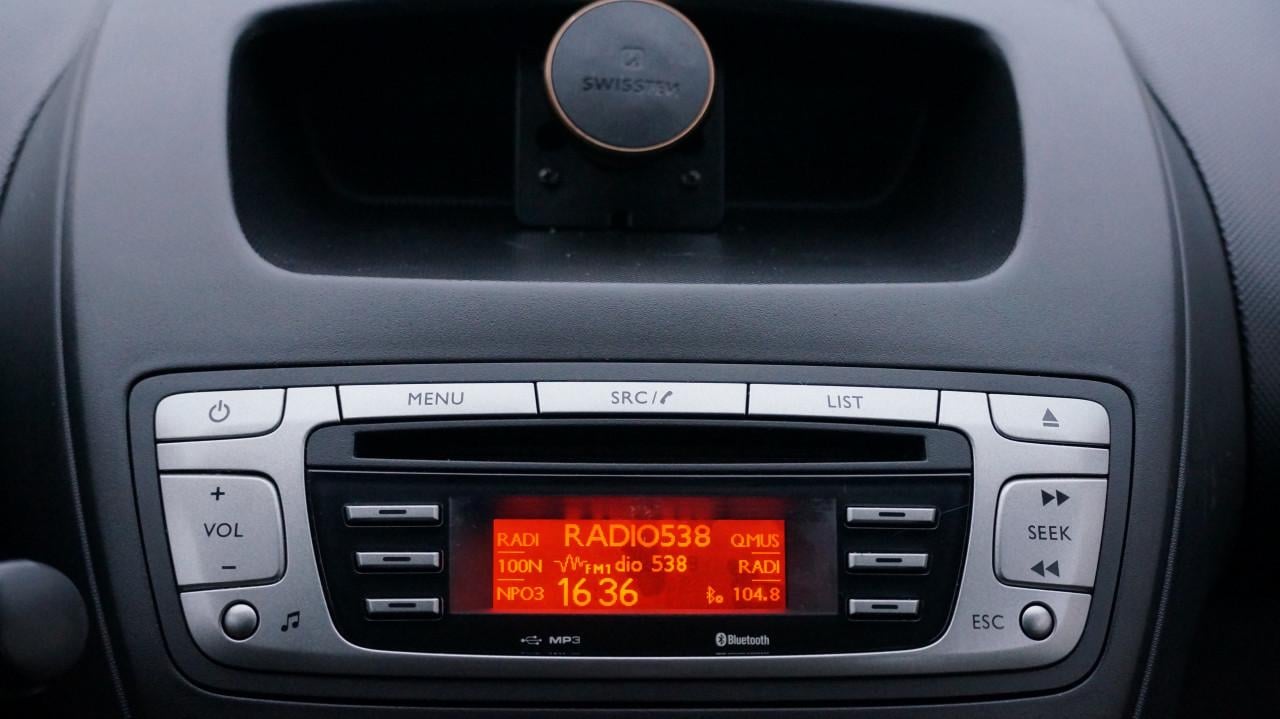 SWISSTEN
MENU
SRC/
LIST
+
VOL
–
SEEK
ESC
RADI RADIO538 QMUS
100N FM1 dio 538 RADI
NPO3 16 36 104.8
MP3
Bluetooth